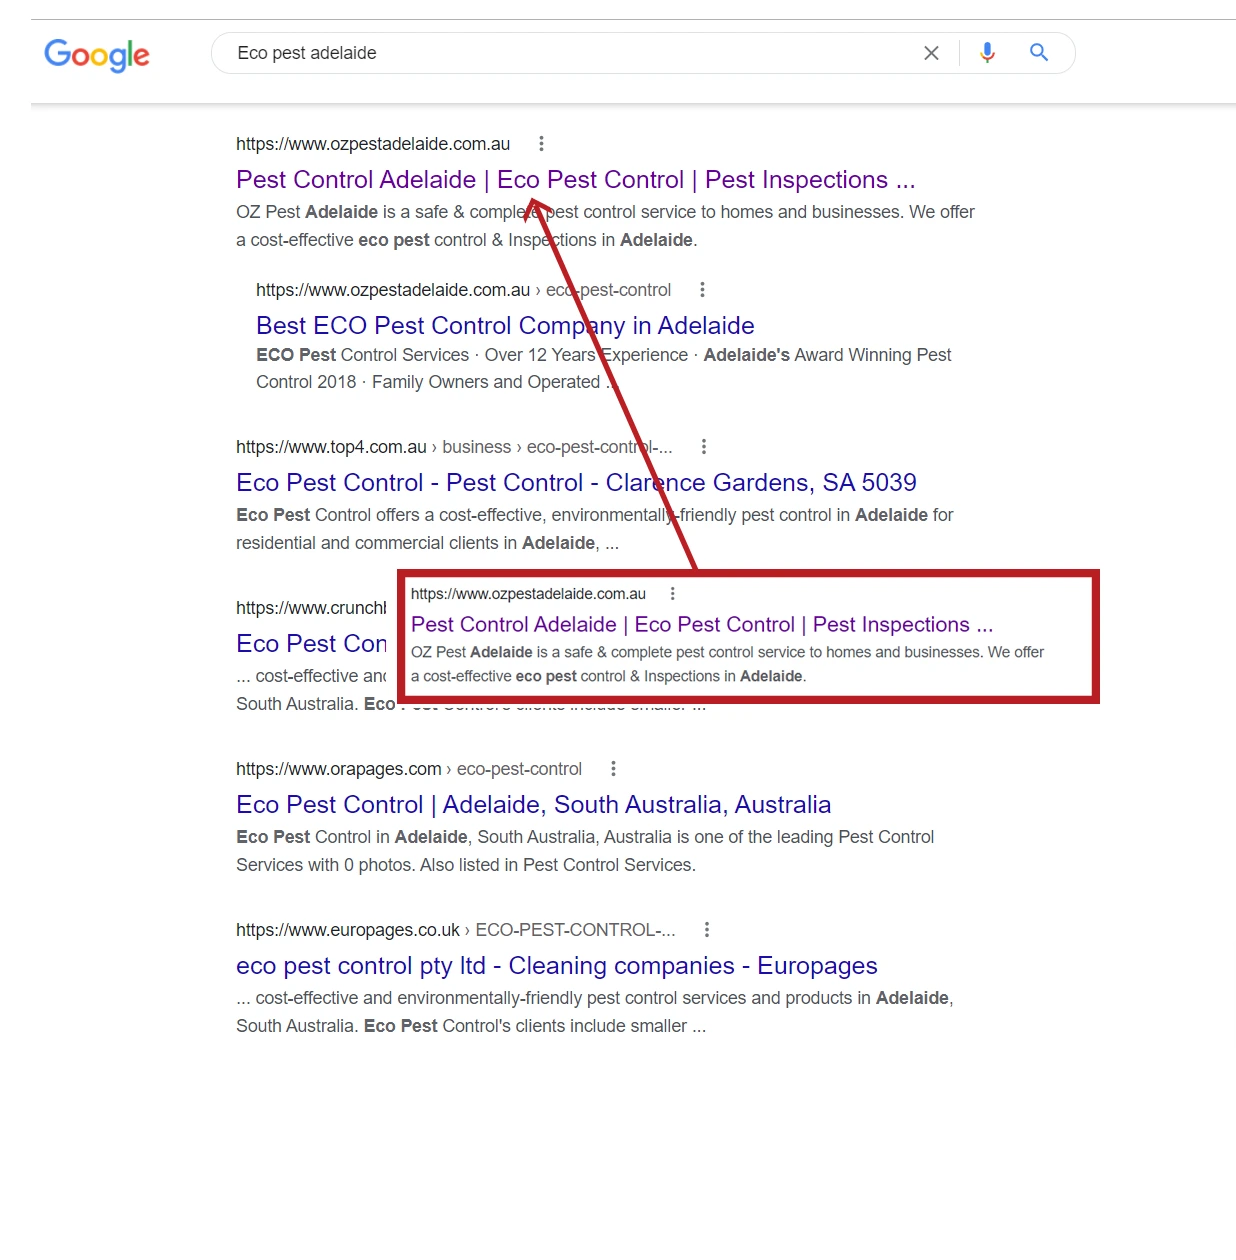 Google
Eco pest adelaide
https://www.ozpestadelaide.com.au
Pest Control Adelaide | Eco Pest Control | Pest Inspections ...
OZ Pest Adelaide is a safe & complete pest control service to homes and businesses. We offer
a cost-effective eco pest control & Inspections in Adelaide.
https://www.ozpestadelaide.com.au › eco-pest-control
Best ECO Pest Control Company in Adelaide
ECO Pest Control Services · Over 12 Years Experience · Adelaide's Award Winning Pest
Control 2018 · Family Owners and Operated ...
https://www.top4.com.au › business › eco-pest-control-...
Eco Pest Control - Pest Control - Clarence Gardens, SA 5039
Eco Pest Control offers a cost-effective, environmentally-friendly pest control in Adelaide for
residential and commercial clients in Adelaide, ...
https://www.crunchb
Eco Pest Con
... cost-effective and
South Australia. Eco Pest Control's clients include smaller ...
https://www.ozpestadelaide.com.au
Pest Control Adelaide | Eco Pest Control | Pest Inspections ...
OZ Pest Adelaide is a safe & complete pest control service to homes and businesses. We offer
a cost-effective eco pest control & Inspections in Adelaide.
https://www.orapages.com › eco-pest-control
Eco Pest Control | Adelaide, South Australia, Australia
Eco Pest Control in Adelaide, South Australia, Australia is one of the leading Pest Control
Services with 0 photos. Also listed in Pest Control Services.
https://www.europages.co.uk › ECO-PEST-CONTROL-...
eco pest control pty ltd - Cleaning companies - Europages
... cost-effective and environmentally-friendly pest control services and products in Adelaide,
South Australia. Eco Pest Control's clients include smaller ...